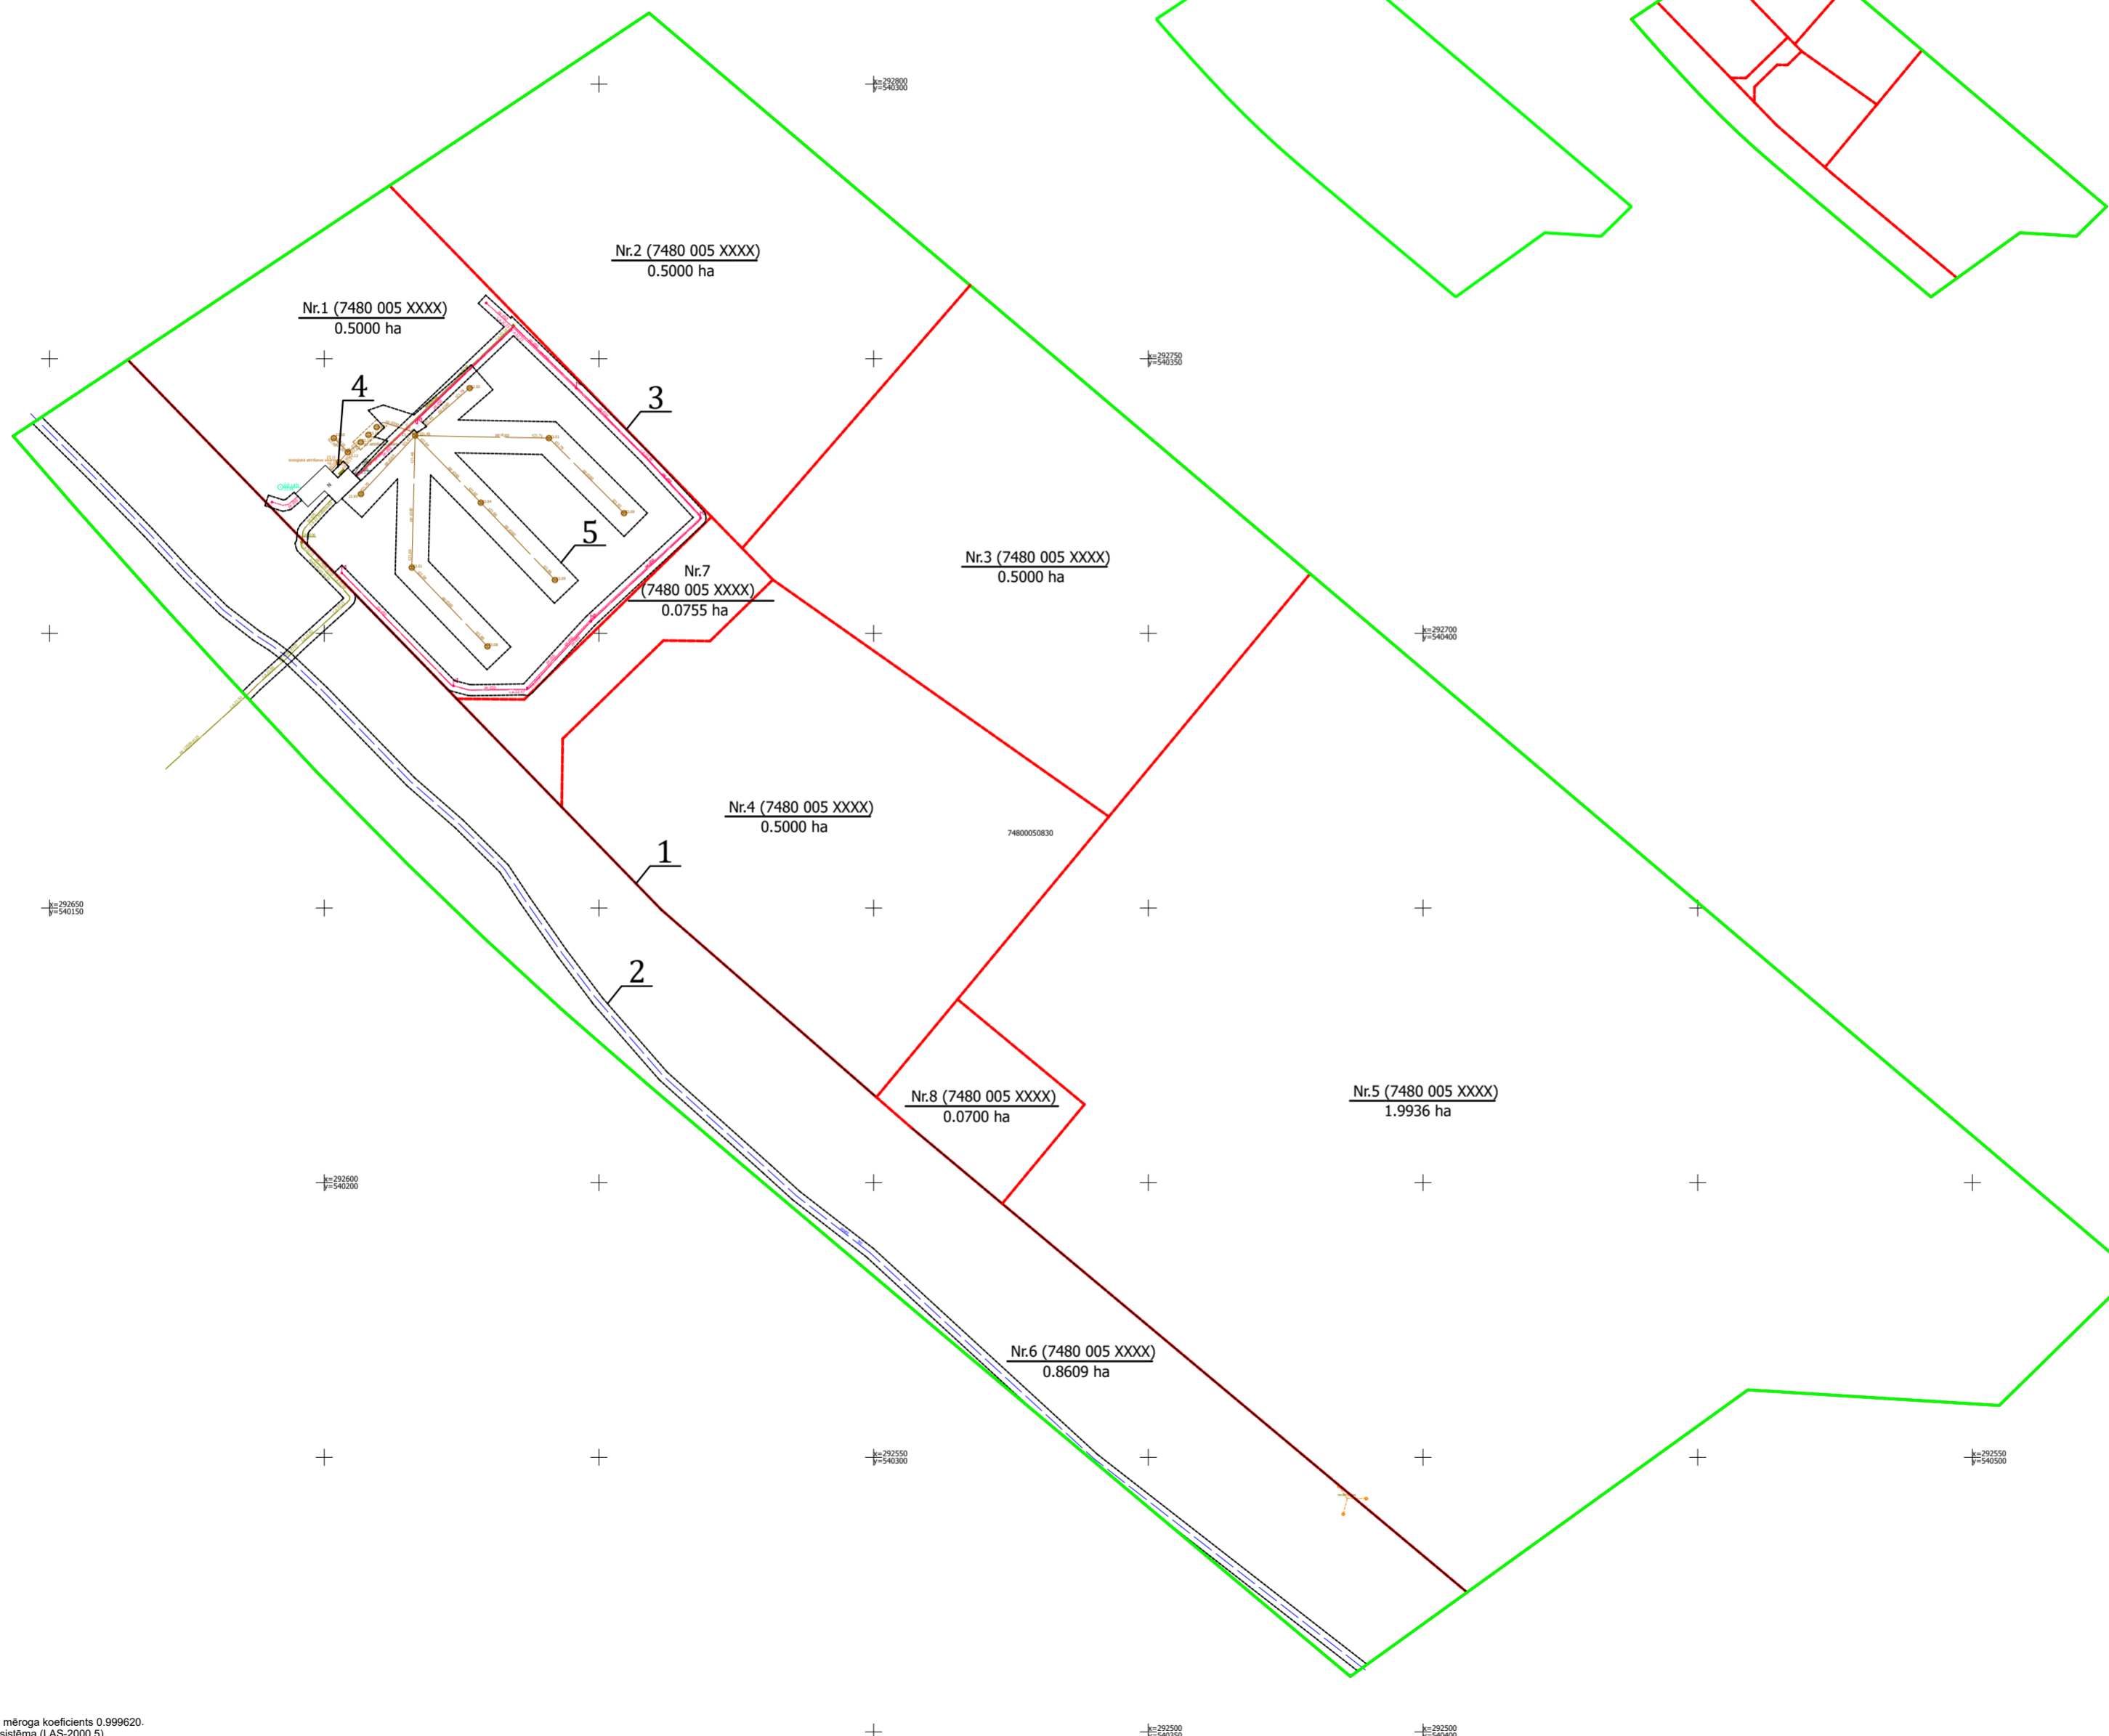 x=292800
y=540300
Nr.2 (7480 005 XXXX)
0.5000 ha
Nr.1 (7480 005 XXXX)
0.5000 ha
x=292750
y=540350
4
3
5
Nr.3 (7480 005 XXXX)
0.5000 ha
Nr.7
(7480 005 XXXX)
0.0755 ha
x=292700
y=540400
Nr.4 (7480 005 XXXX)
0.5000 ha
74800050830
1
x=292650
y=540150
2
Nr.8 (7480 005 XXXX)
0.0700 ha
Nr.5 (7480 005 XXXX)
1.9936 ha
x=292600
y=540200
Nr.6 (7480 005 XXXX)
0.8609 ha
x=292550
y=540300
x=292550
y=540500
mēroga koeficients 0.999620.
sistēma (LAS-2000,5)
x=292500
y=540350
x=292500
y=540400